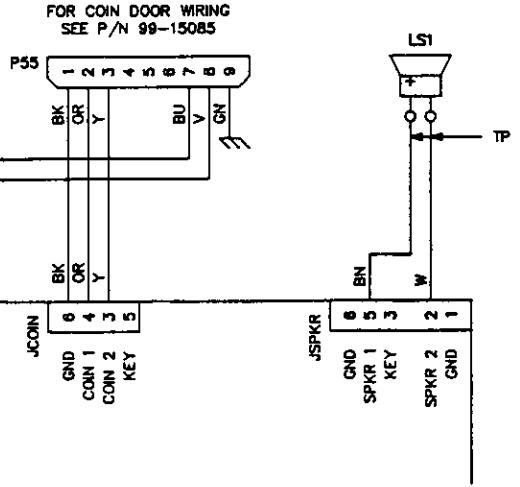 FOR COIN DOOR WIRING
SEE P/N 99-15085
LS1
P55
1 2 3 4 5 6 7 8 9
+
BK OR Y BU V GN
TP
BK OR Y BN W
JCOIN
6 4 3 5
JSPKR
6 5 3 2 1
GND
COIN 1
COIN 2
KEY
GND
SPKR 1
KEY
SPKR 2
GND